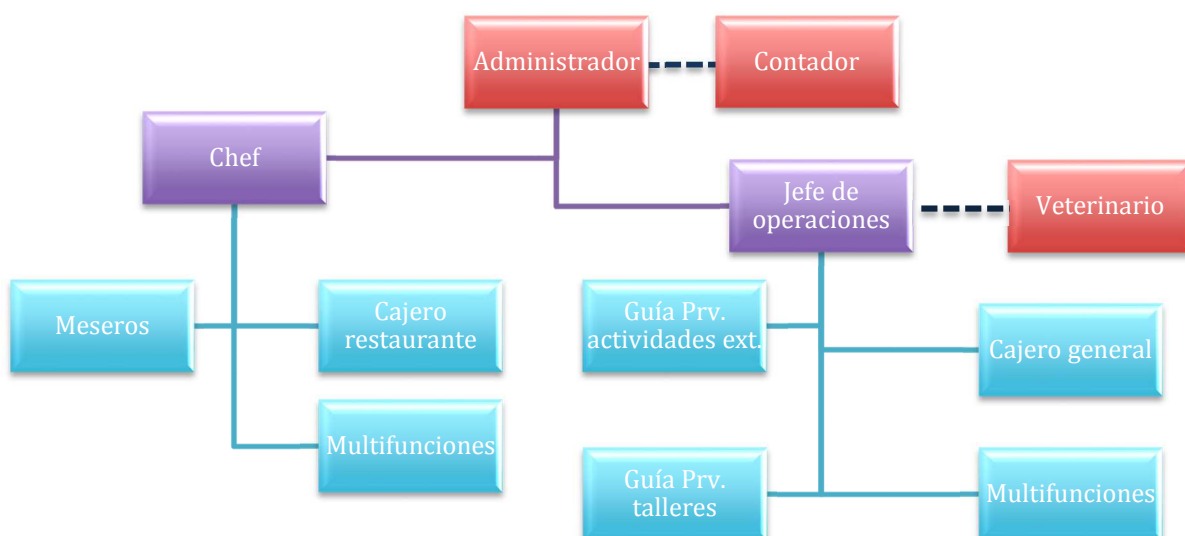 Administrador
Contador
Chef
Jefe de
operaciones
Veterinario
Meseros
Cajero
restaurante
Guía Prv.
actividades ext.
Cajero general
Multifunciones
Guía Prv.
talleres
Multifunciones